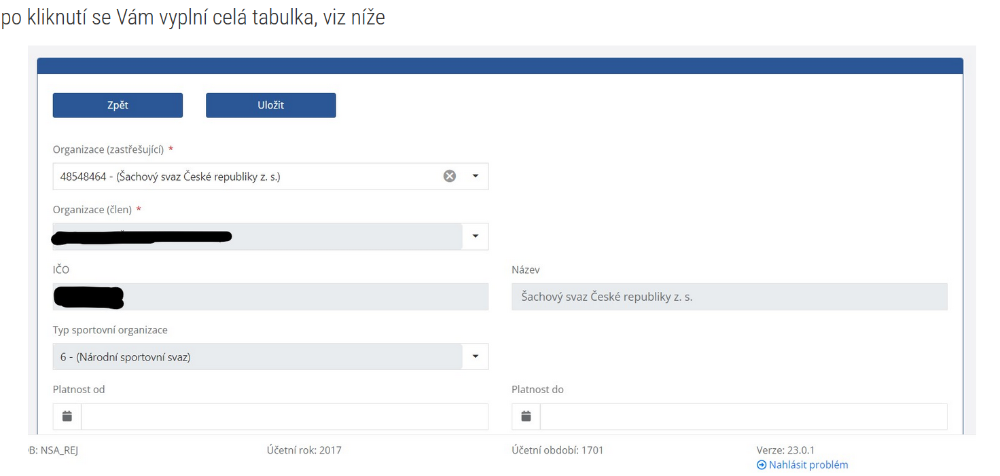 po kliknutí se Vám vyplní celá tabulka, viz níže
Zpět
Uložit
Organizace (zastřešující) *
48548464 - (Šachový svaz České republiky z. s.)
Organizace (člen) *
IČO
Název
Šachový svaz České republiky z. s.
Typ sportovní organizace
6 - (Národní sportovní svaz)
Platnost od
Platnost do
B: NSA_REJ
Účetní rok: 2017
Účetní období: 1701
Verze: 23.0.1
Nahlásit problém